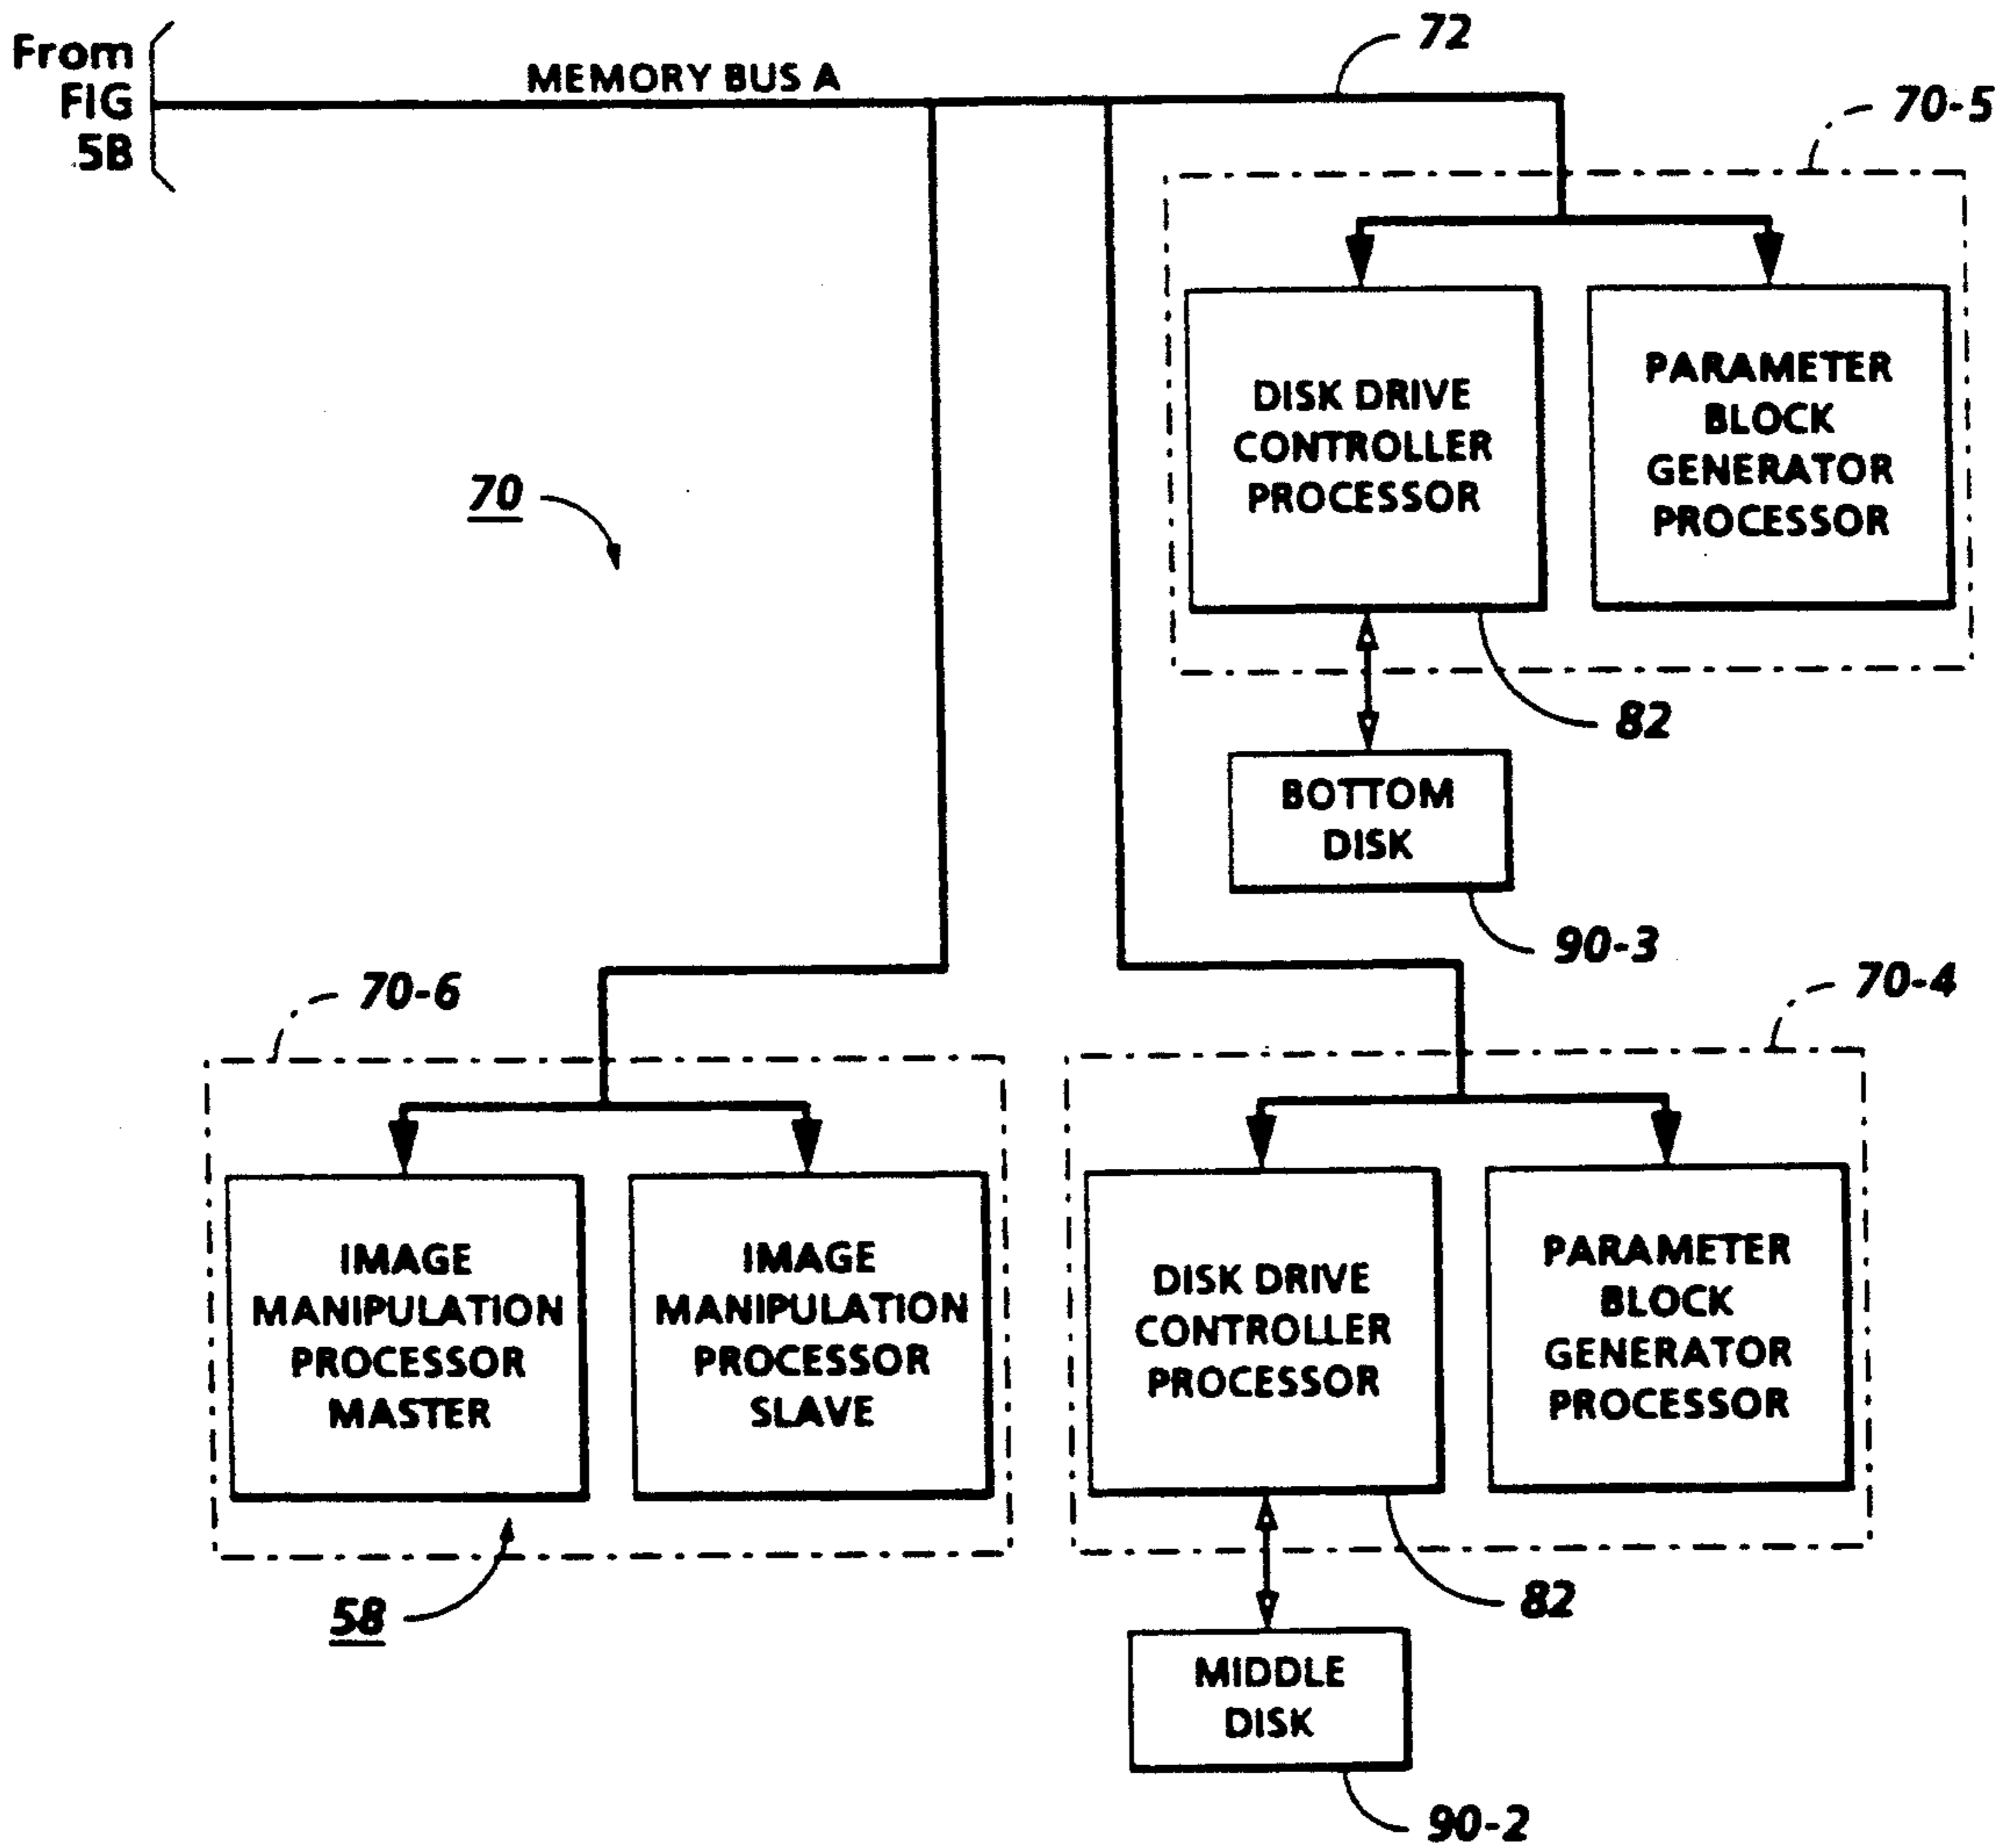 From
FIG
5B
MEMORY BUS A
72
70-5
DISK DRIVE
CONTROLLER
PROCESSOR
PARAMETER
BLOCK
GENERATOR
PROCESSOR
70
82
BOTTOM
DISK
90-3
70-6
70-4
IMAGE
MANIPULATION
PROCESSOR
MASTER
IMAGE
MANIPULATION
PROCESSOR
SLAVE
DISK DRIVE
CONTROLLER
PROCESSOR
PARAMETER
BLOCK
GENERATOR
PROCESSOR
58
82
MIDDLE
DISK
90-2